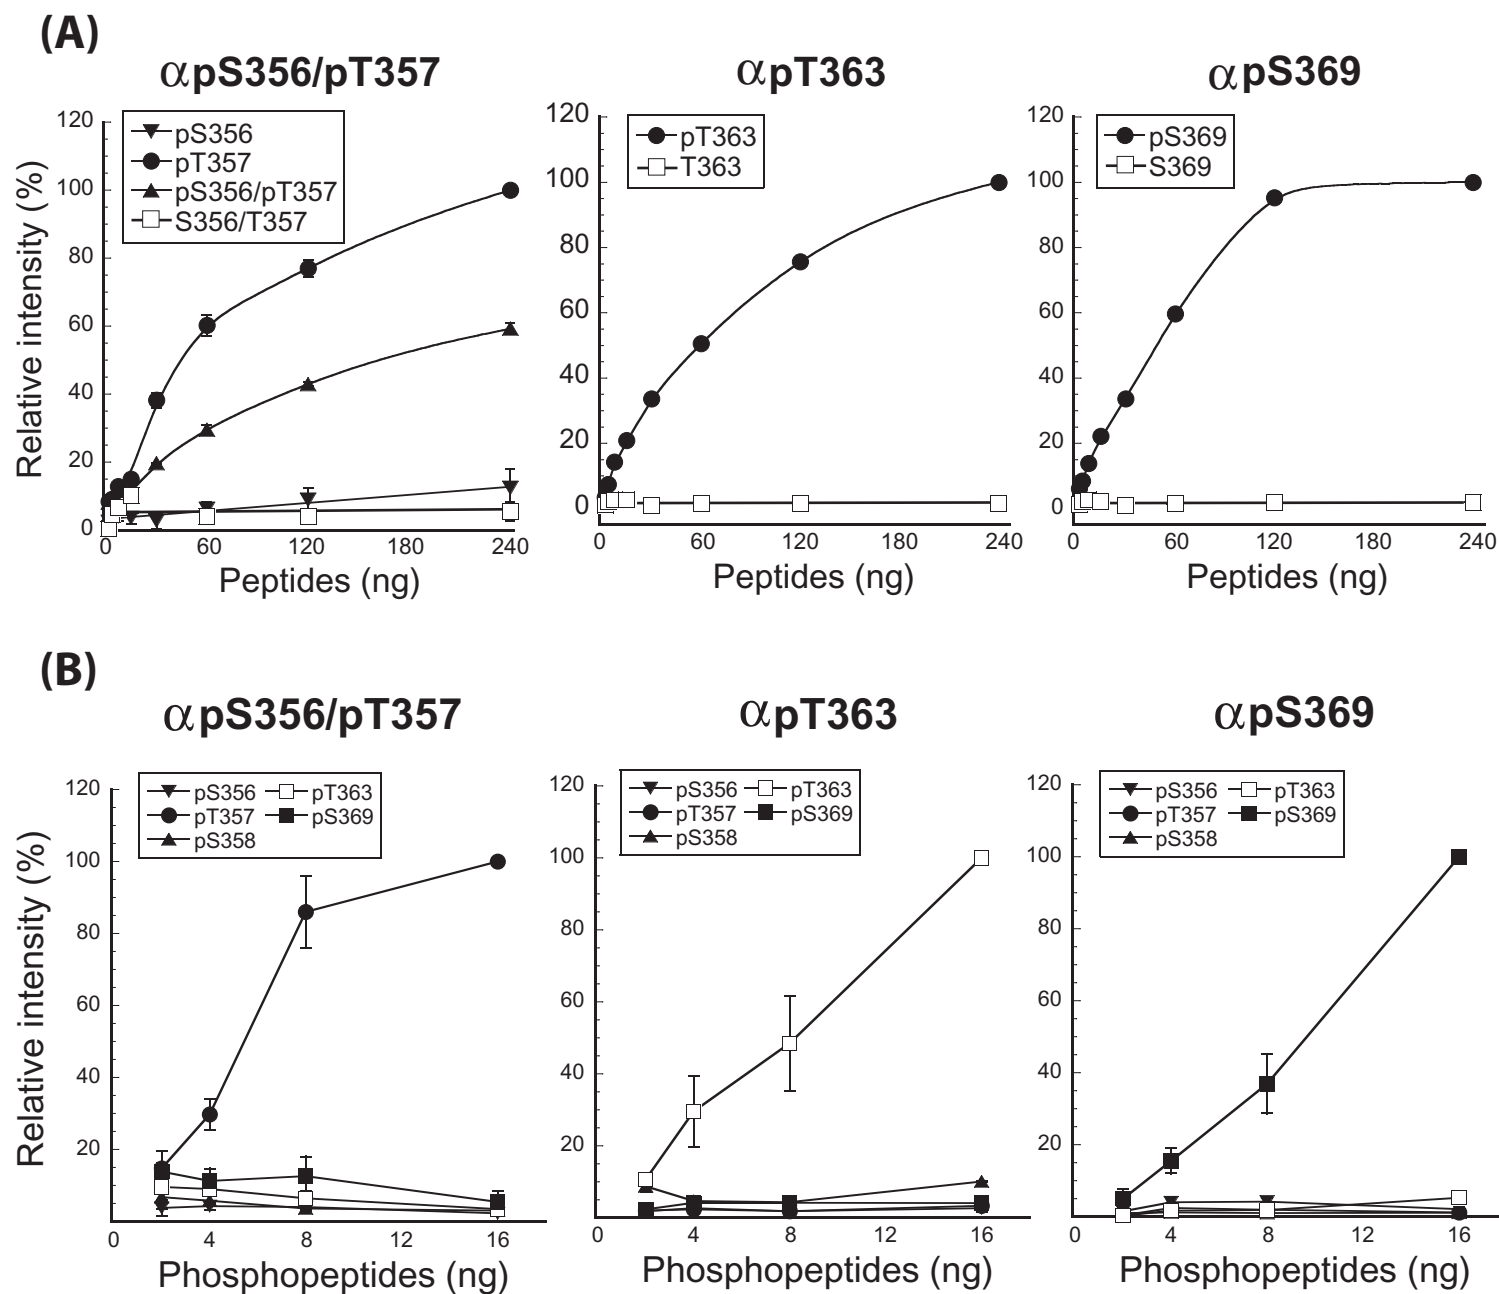 (A)
αpS356/pT357
αpT363
αpS369
Relative intensity (%)
120
100
80
60
40
20
0
pS356
pT357
pS356/pT357
S356/T357
0 60 120 180 240
Peptides (ng)
120
100
80
60
40
20
0
pT363
T363
0 60 120 180 240
Peptides (ng)
120
100
80
60
40
20
0
pS369
S369
0 60 120 180 240
Peptides (ng)
(B)
αpS356/pT357
αpT363
αpS369
Relative intensity (%)
120
100
80
60
40
20
pS356 pT363
pT357 pS369
pS358
0 4 8 12 16
Phosphopeptides (ng)
120
100
80
60
40
20
pS356 pT363
pT357 pS369
pS358
0 4 8 12 16
Phosphopeptides (ng)
120
100
80
60
40
20
pS356 pT363
pT357 pS369
pS358
0 4 8 12 16
Phosphopeptides (ng)